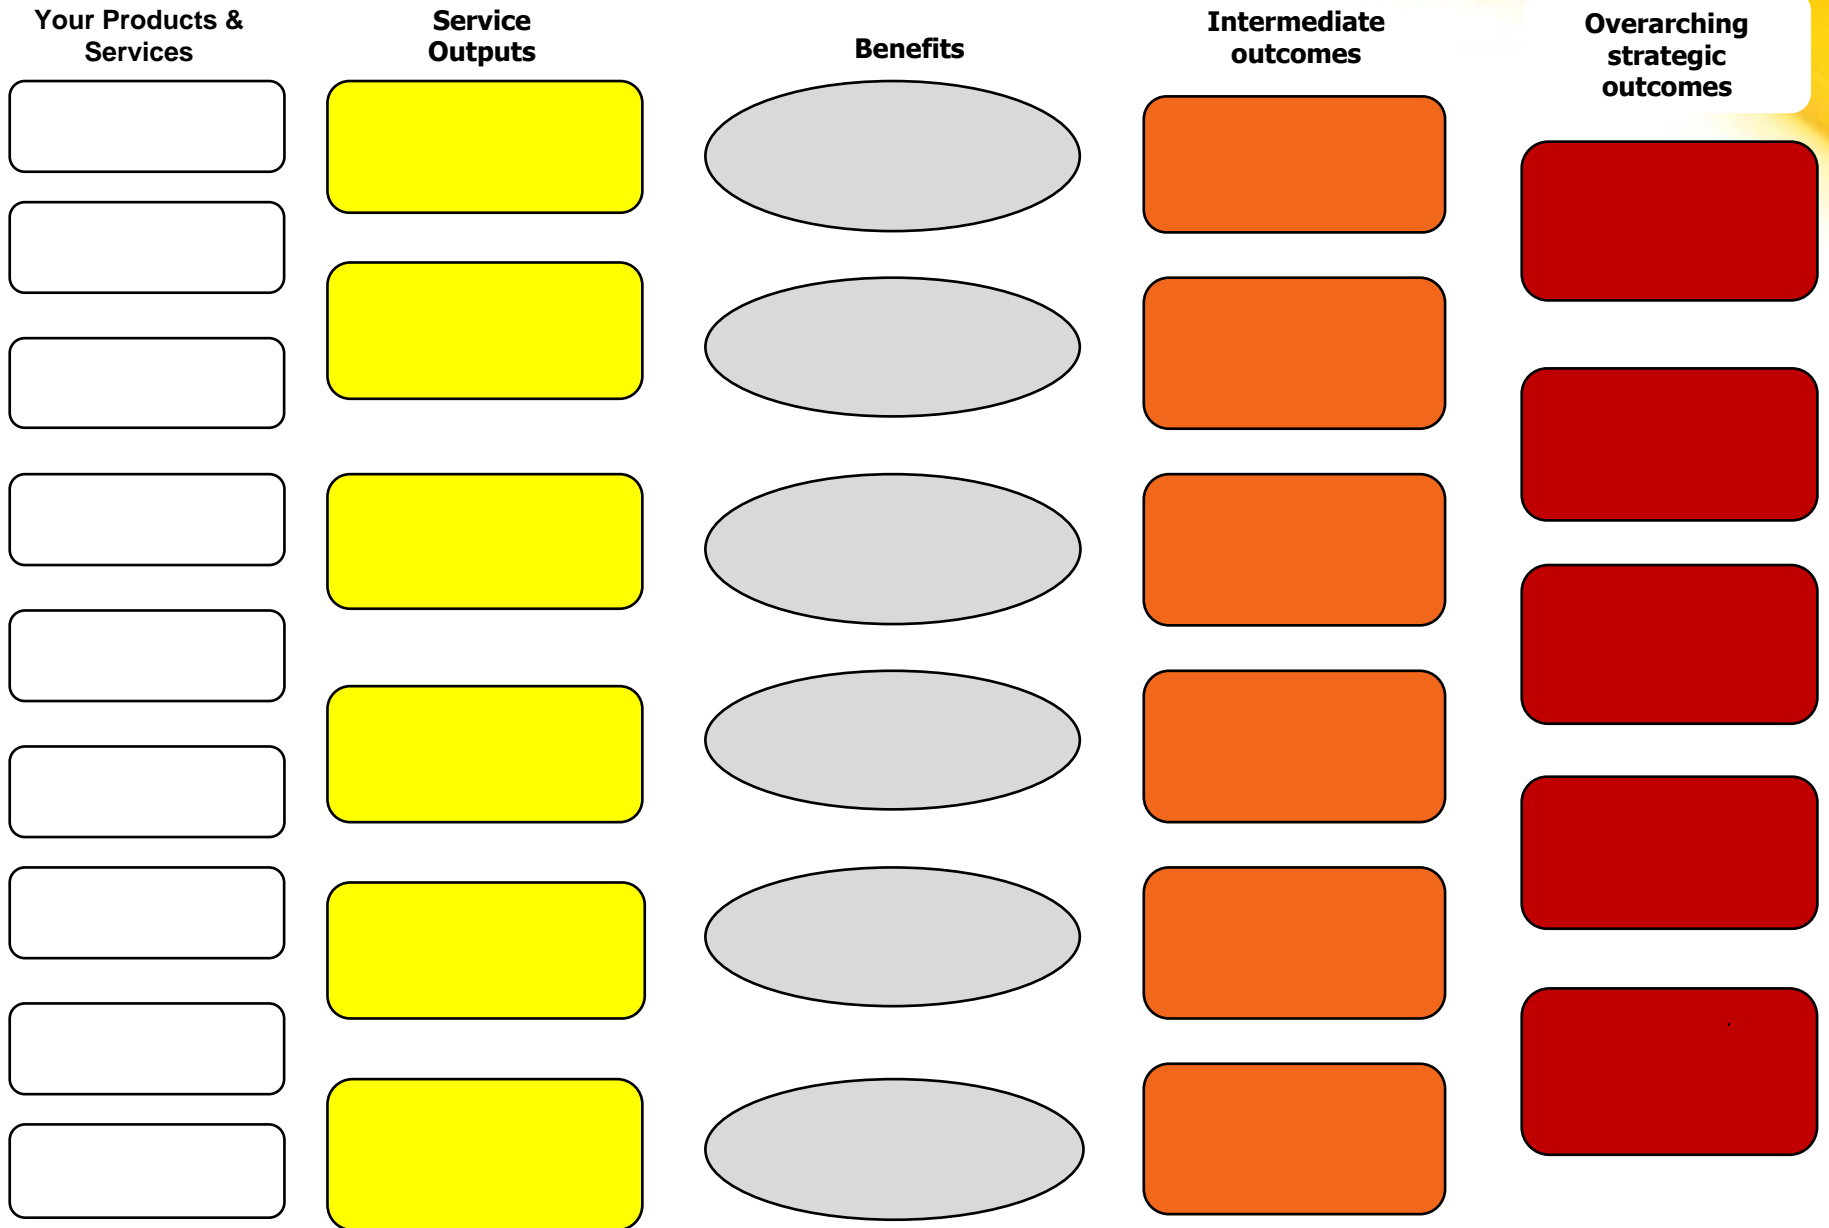 Your Products &
Services
Service
Outputs
Benefits
Intermediate
outcomes
Overarching
strategic
outcomes
.